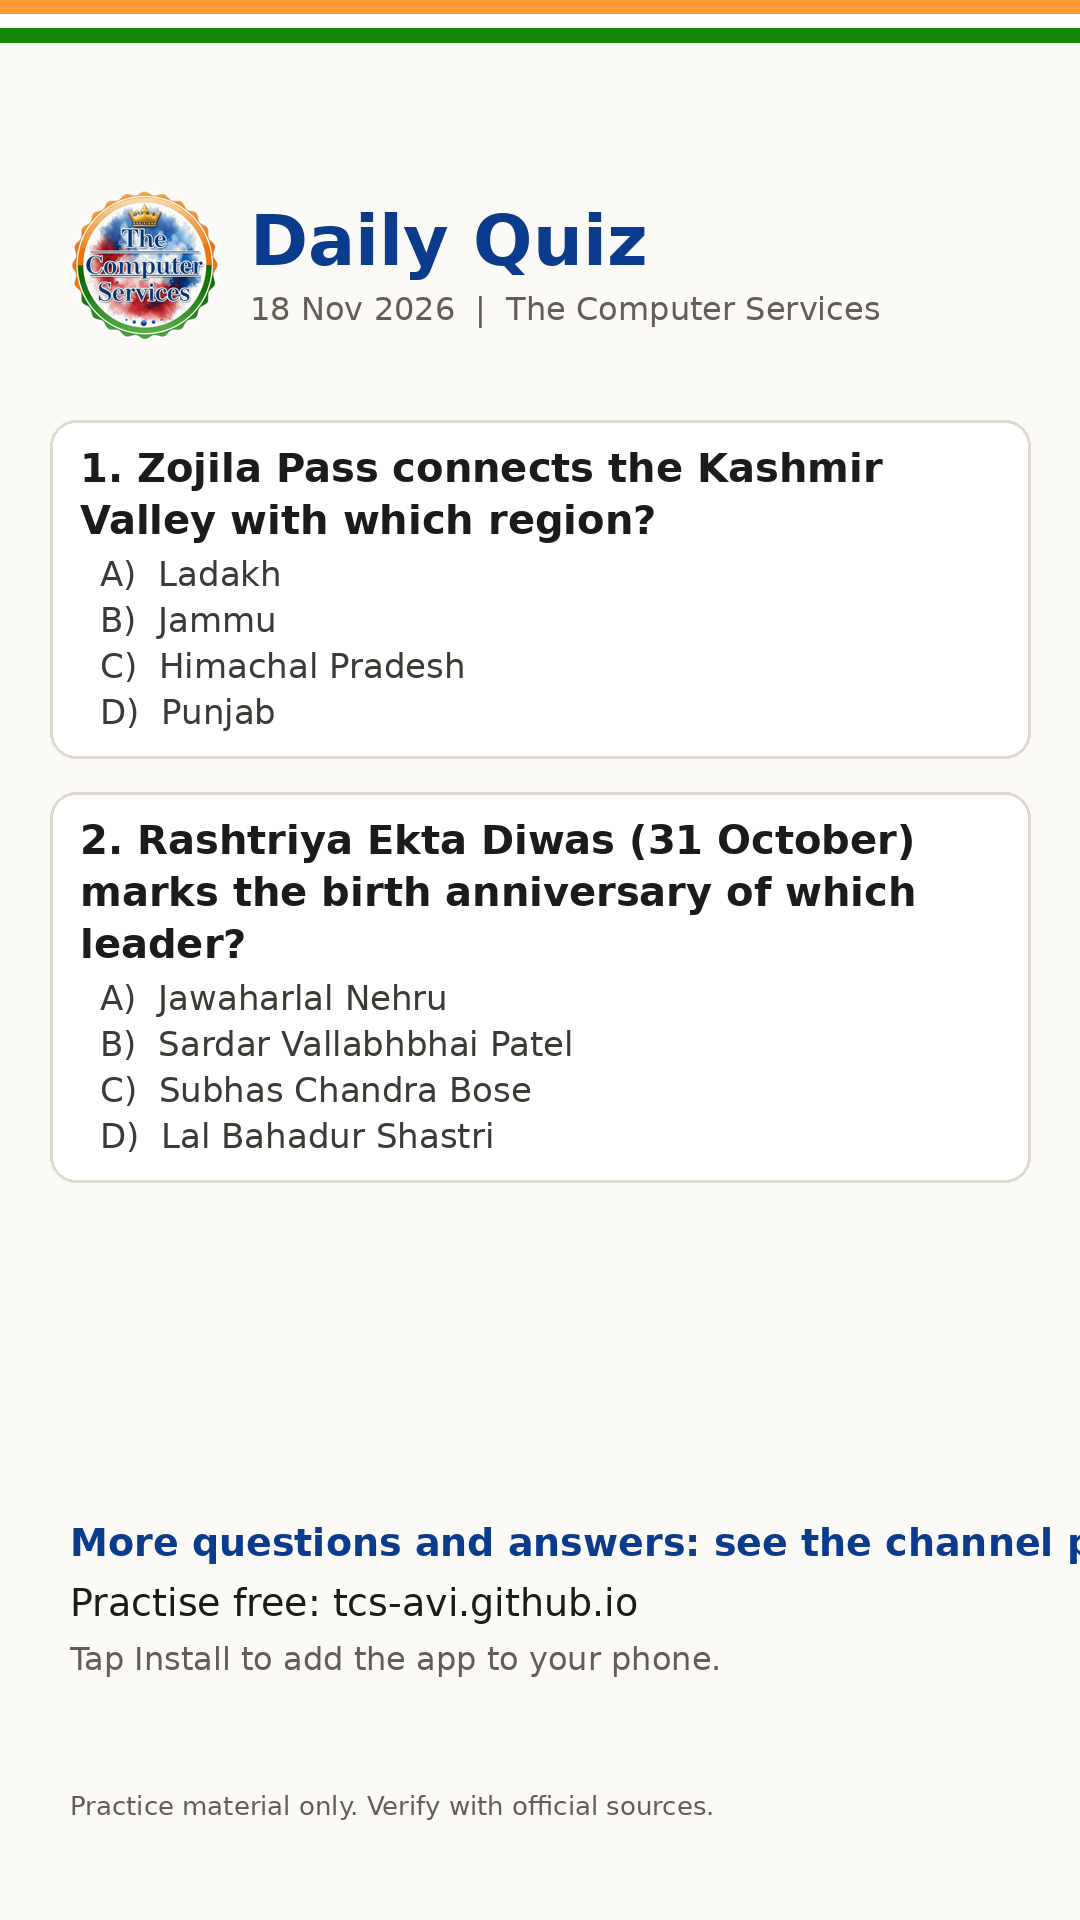 The
Computer
Services
Daily Quiz
18 Nov 2026 | The Computer Services
1. Zojila Pass connects the Kashmir
Valley with which region?
A) Ladakh
B) Jammu
C) Himachal Pradesh
D) Punjab
2. Rashtriya Ekta Diwas (31 October)
marks the birth anniversary of which
leader?
A) Jawaharlal Nehru
B) Sardar Vallabhbhai Patel
C) Subhas Chandra Bose
D) Lal Bahadur Shastri
More questions and answers: see the channel
Practise free: tcs-avi.github.io
Tap Install to add the app to your phone.
Practice material only. Verify with official sources.